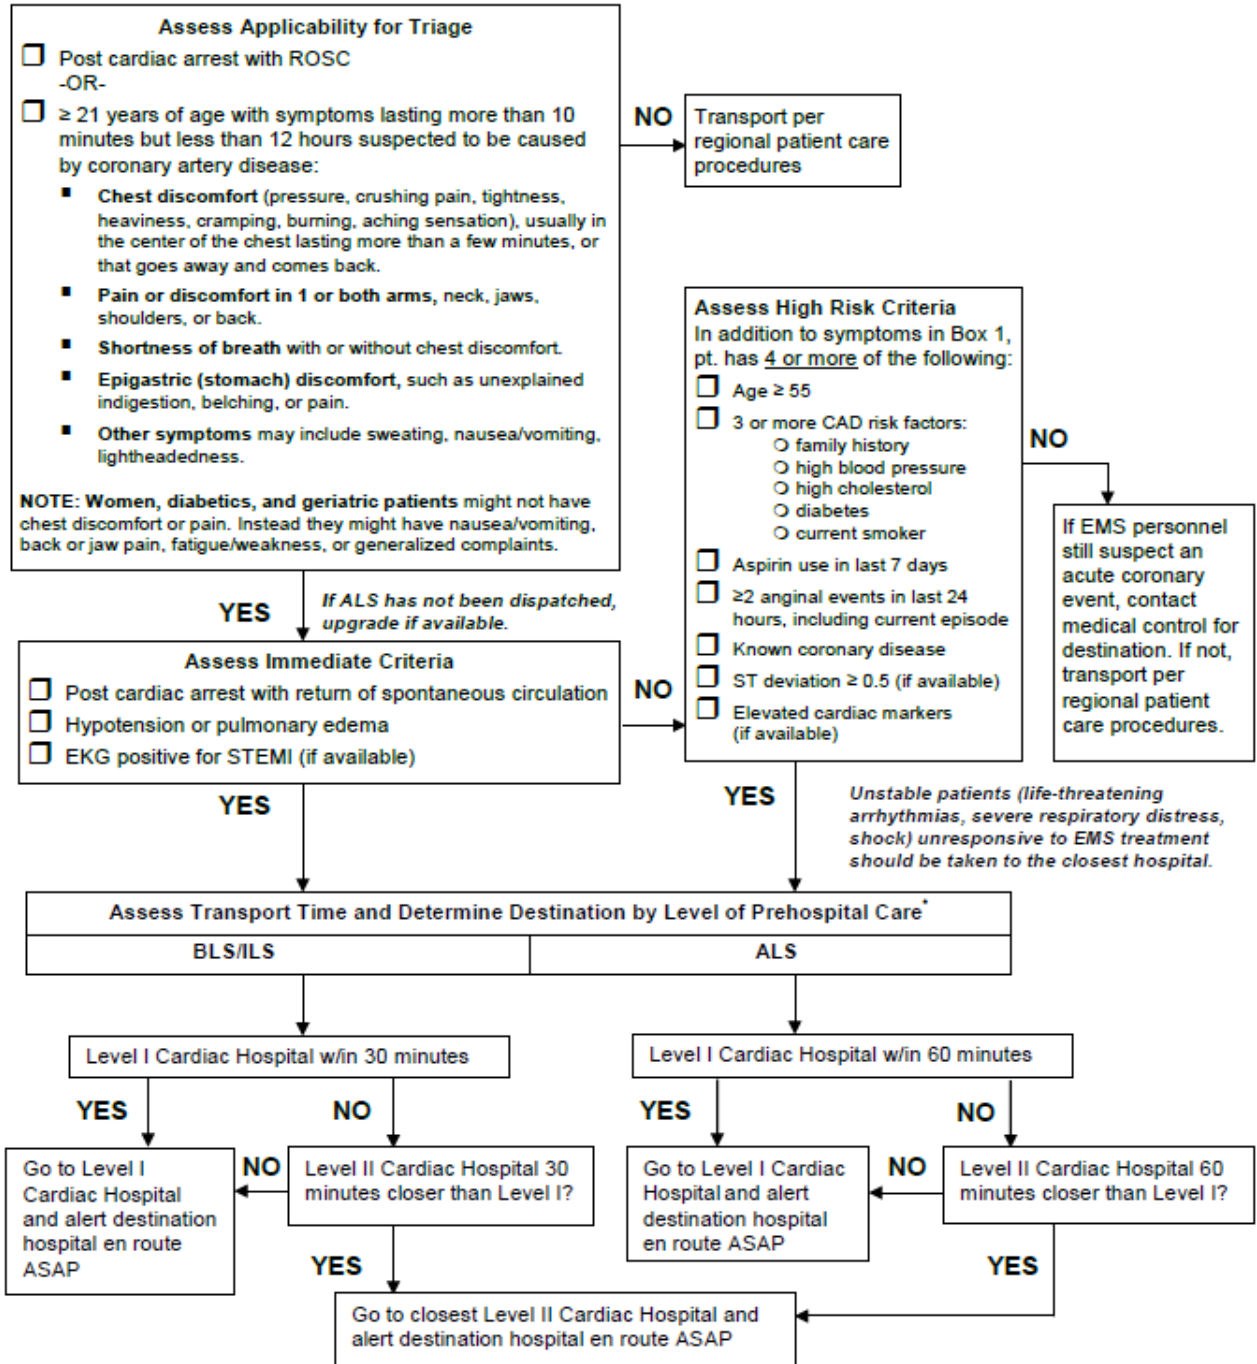 Assess Applicability for Triage
Post cardiac arrest with ROSC
-OR-
≥ 21 years of age with symptoms lasting more than 10
minutes but less than 12 hours suspected to be caused
by coronary artery disease:
Chest discomfort (pressure, crushing pain, tightness,
heaviness, cramping, burning, aching sensation), usually in
the center of the chest lasting more than a few minutes, or
that goes away and comes back.
Pain or discomfort in 1 or both arms, neck, jaws,
shoulders, or back.
Shortness of breath with or without chest discomfort.
Epigastric (stomach) discomfort, such as unexplained
indigestion, belching, or pain.
Other symptoms may include sweating, nausea/vomiting,
lightheadedness.
NOTE: Women, diabetics, and geriatric patients might not have
chest discomfort or pain. Instead they might have nausea/vomiting,
back or jaw pain, fatigue/weakness, or generalized complaints.
NO
Transport per
regional patient care
procedures
YES
If ALS has not been dispatched,
upgrade if available.
Assess Immediate Criteria
Post cardiac arrest with return of spontaneous circulation
Hypotension or pulmonary edema
EKG positive for STEMI (if available)
NO
Assess High Risk Criteria
In addition to symptoms in Box 1,
pt. has 4 or more of the following:
Age ≥ 55
3 or more CAD risk factors:
family history
high blood pressure
high cholesterol
diabetes
current smoker
Aspirin use in last 7 days
≥2 anginal events in last 24
hours, including current episode
Known coronary disease
ST deviation ≥ 0.5 (if available)
Elevated cardiac markers
(if available)
NO
If EMS personnel
still suspect an
acute coronary
event, contact
medical control for
destination. If not,
transport per
regional patient
care procedures.
YES
YES
Unstable patients (life-threatening
arrhythmias, severe respiratory distress,
shock) unresponsive to EMS treatment
should be taken to the closest hospital.
Assess Transport Time and Determine Destination by Level of Prehospital Care*
BLS/ILS
ALS
Level I Cardiac Hospital w/in 30 minutes
Level I Cardiac Hospital w/in 60 minutes
YES
NO
YES
NO
Go to Level I
Cardiac Hospital
and alert destination
hospital en route
ASAP
NO
Level II Cardiac Hospital 30
minutes closer than Level I?
Go to Level I Cardiac
Hospital and alert
destination hospital
en route ASAP
NO
Level II Cardiac Hospital 60
minutes closer than Level I?
YES
YES
Go to closest Level II Cardiac Hospital and
alert destination hospital en route ASAP